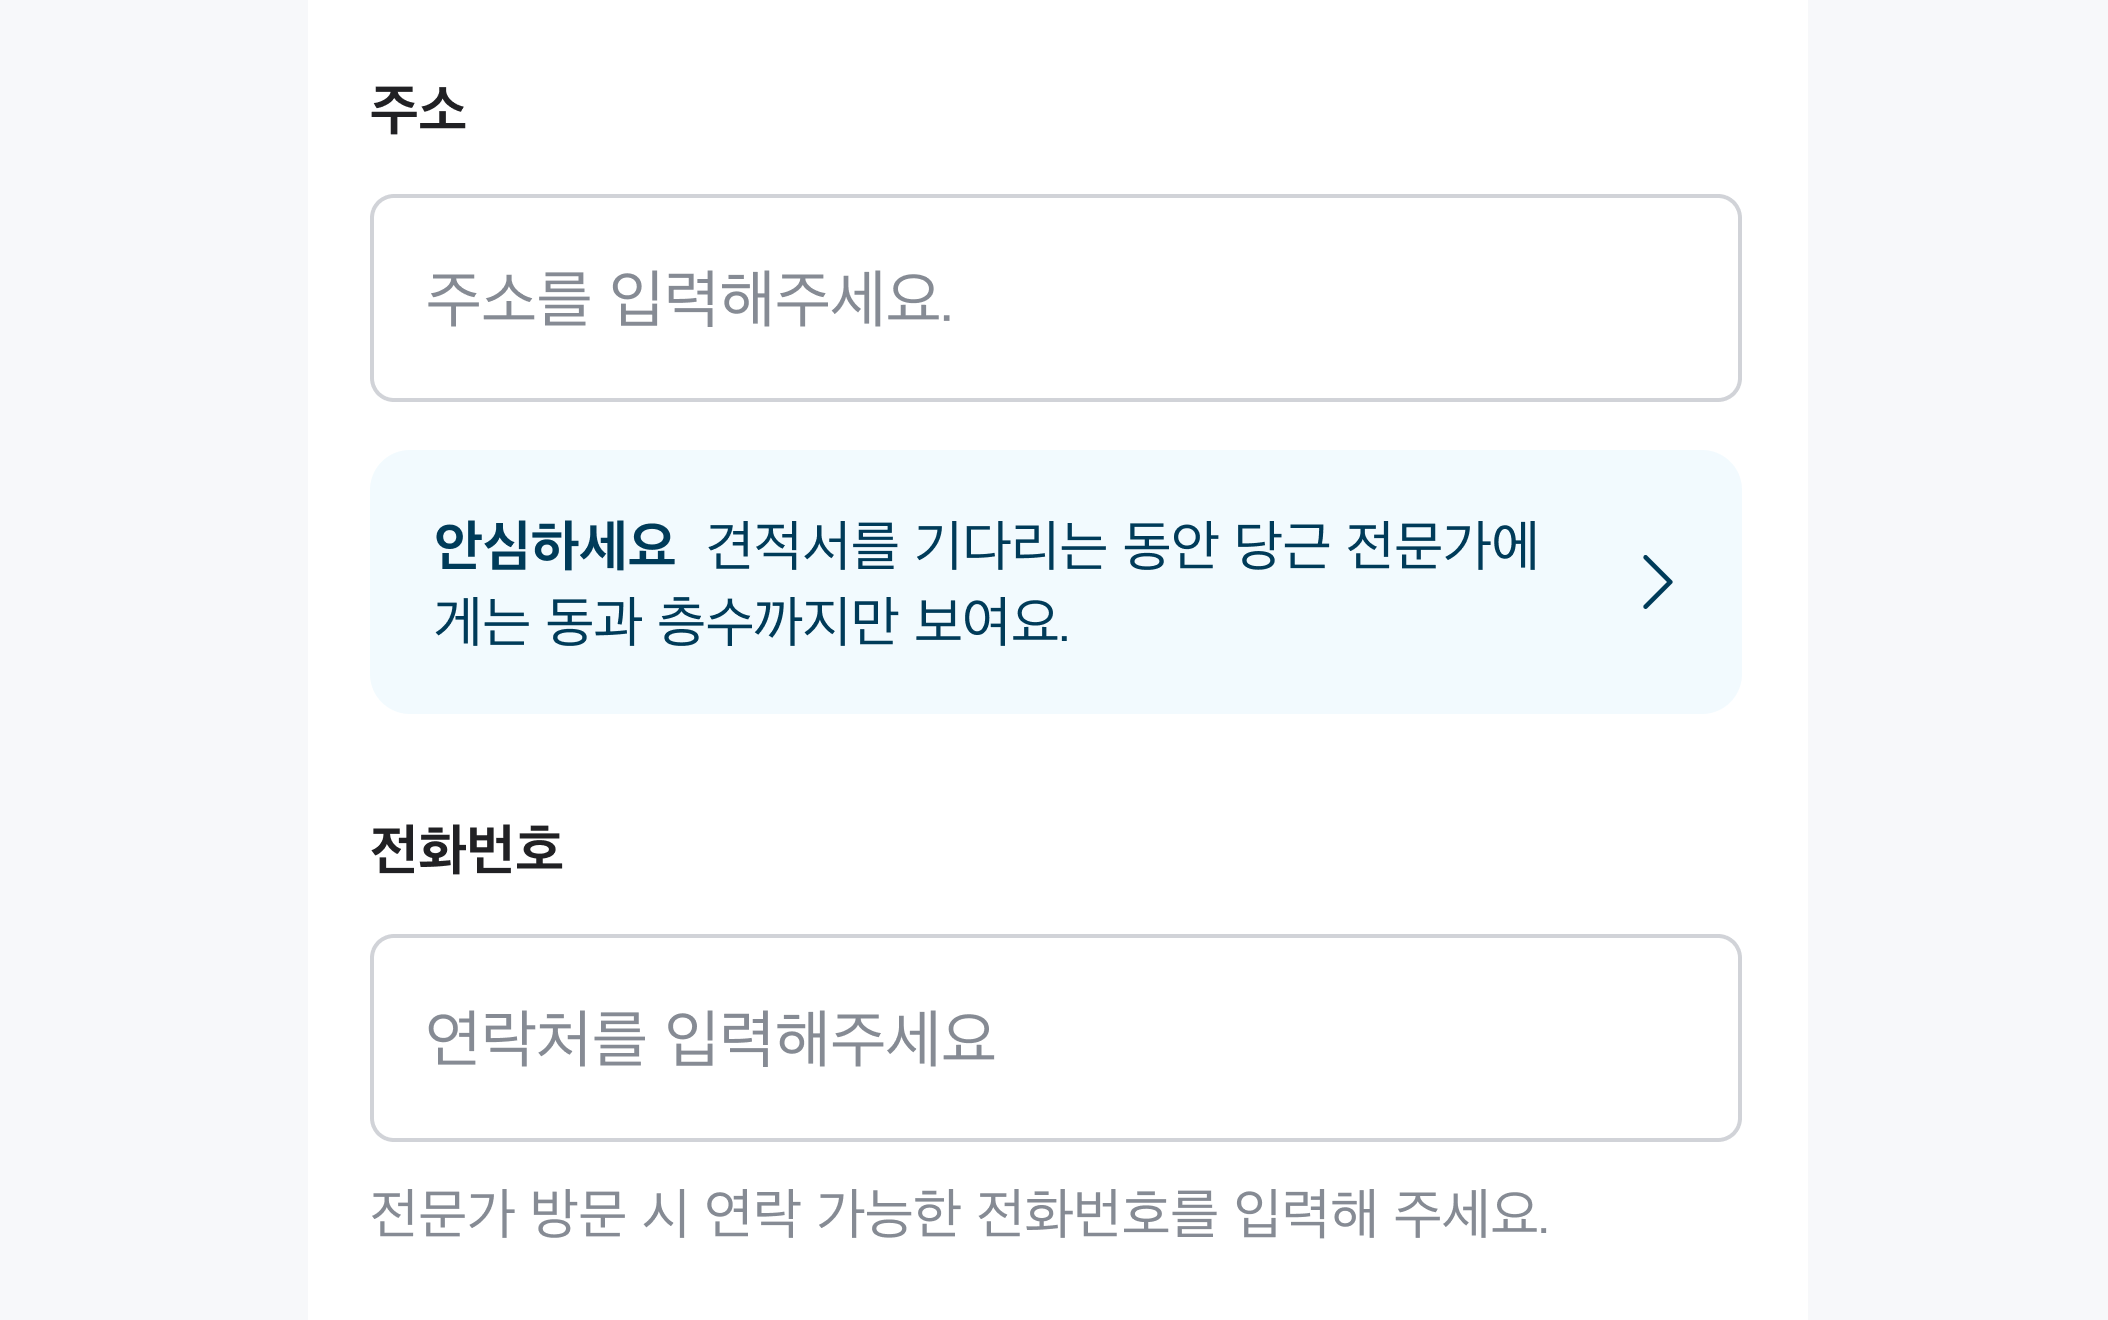 주소
주소를 입력해주세요.
안심하세요 견적서를 기다리는 동안 당근 전문가에
게는 동과 층수까지만 보여요.
전화번호
연락처를 입력해주세요
전문가 방문 시 연락 가능한 전화번호를 입력해 주세요.